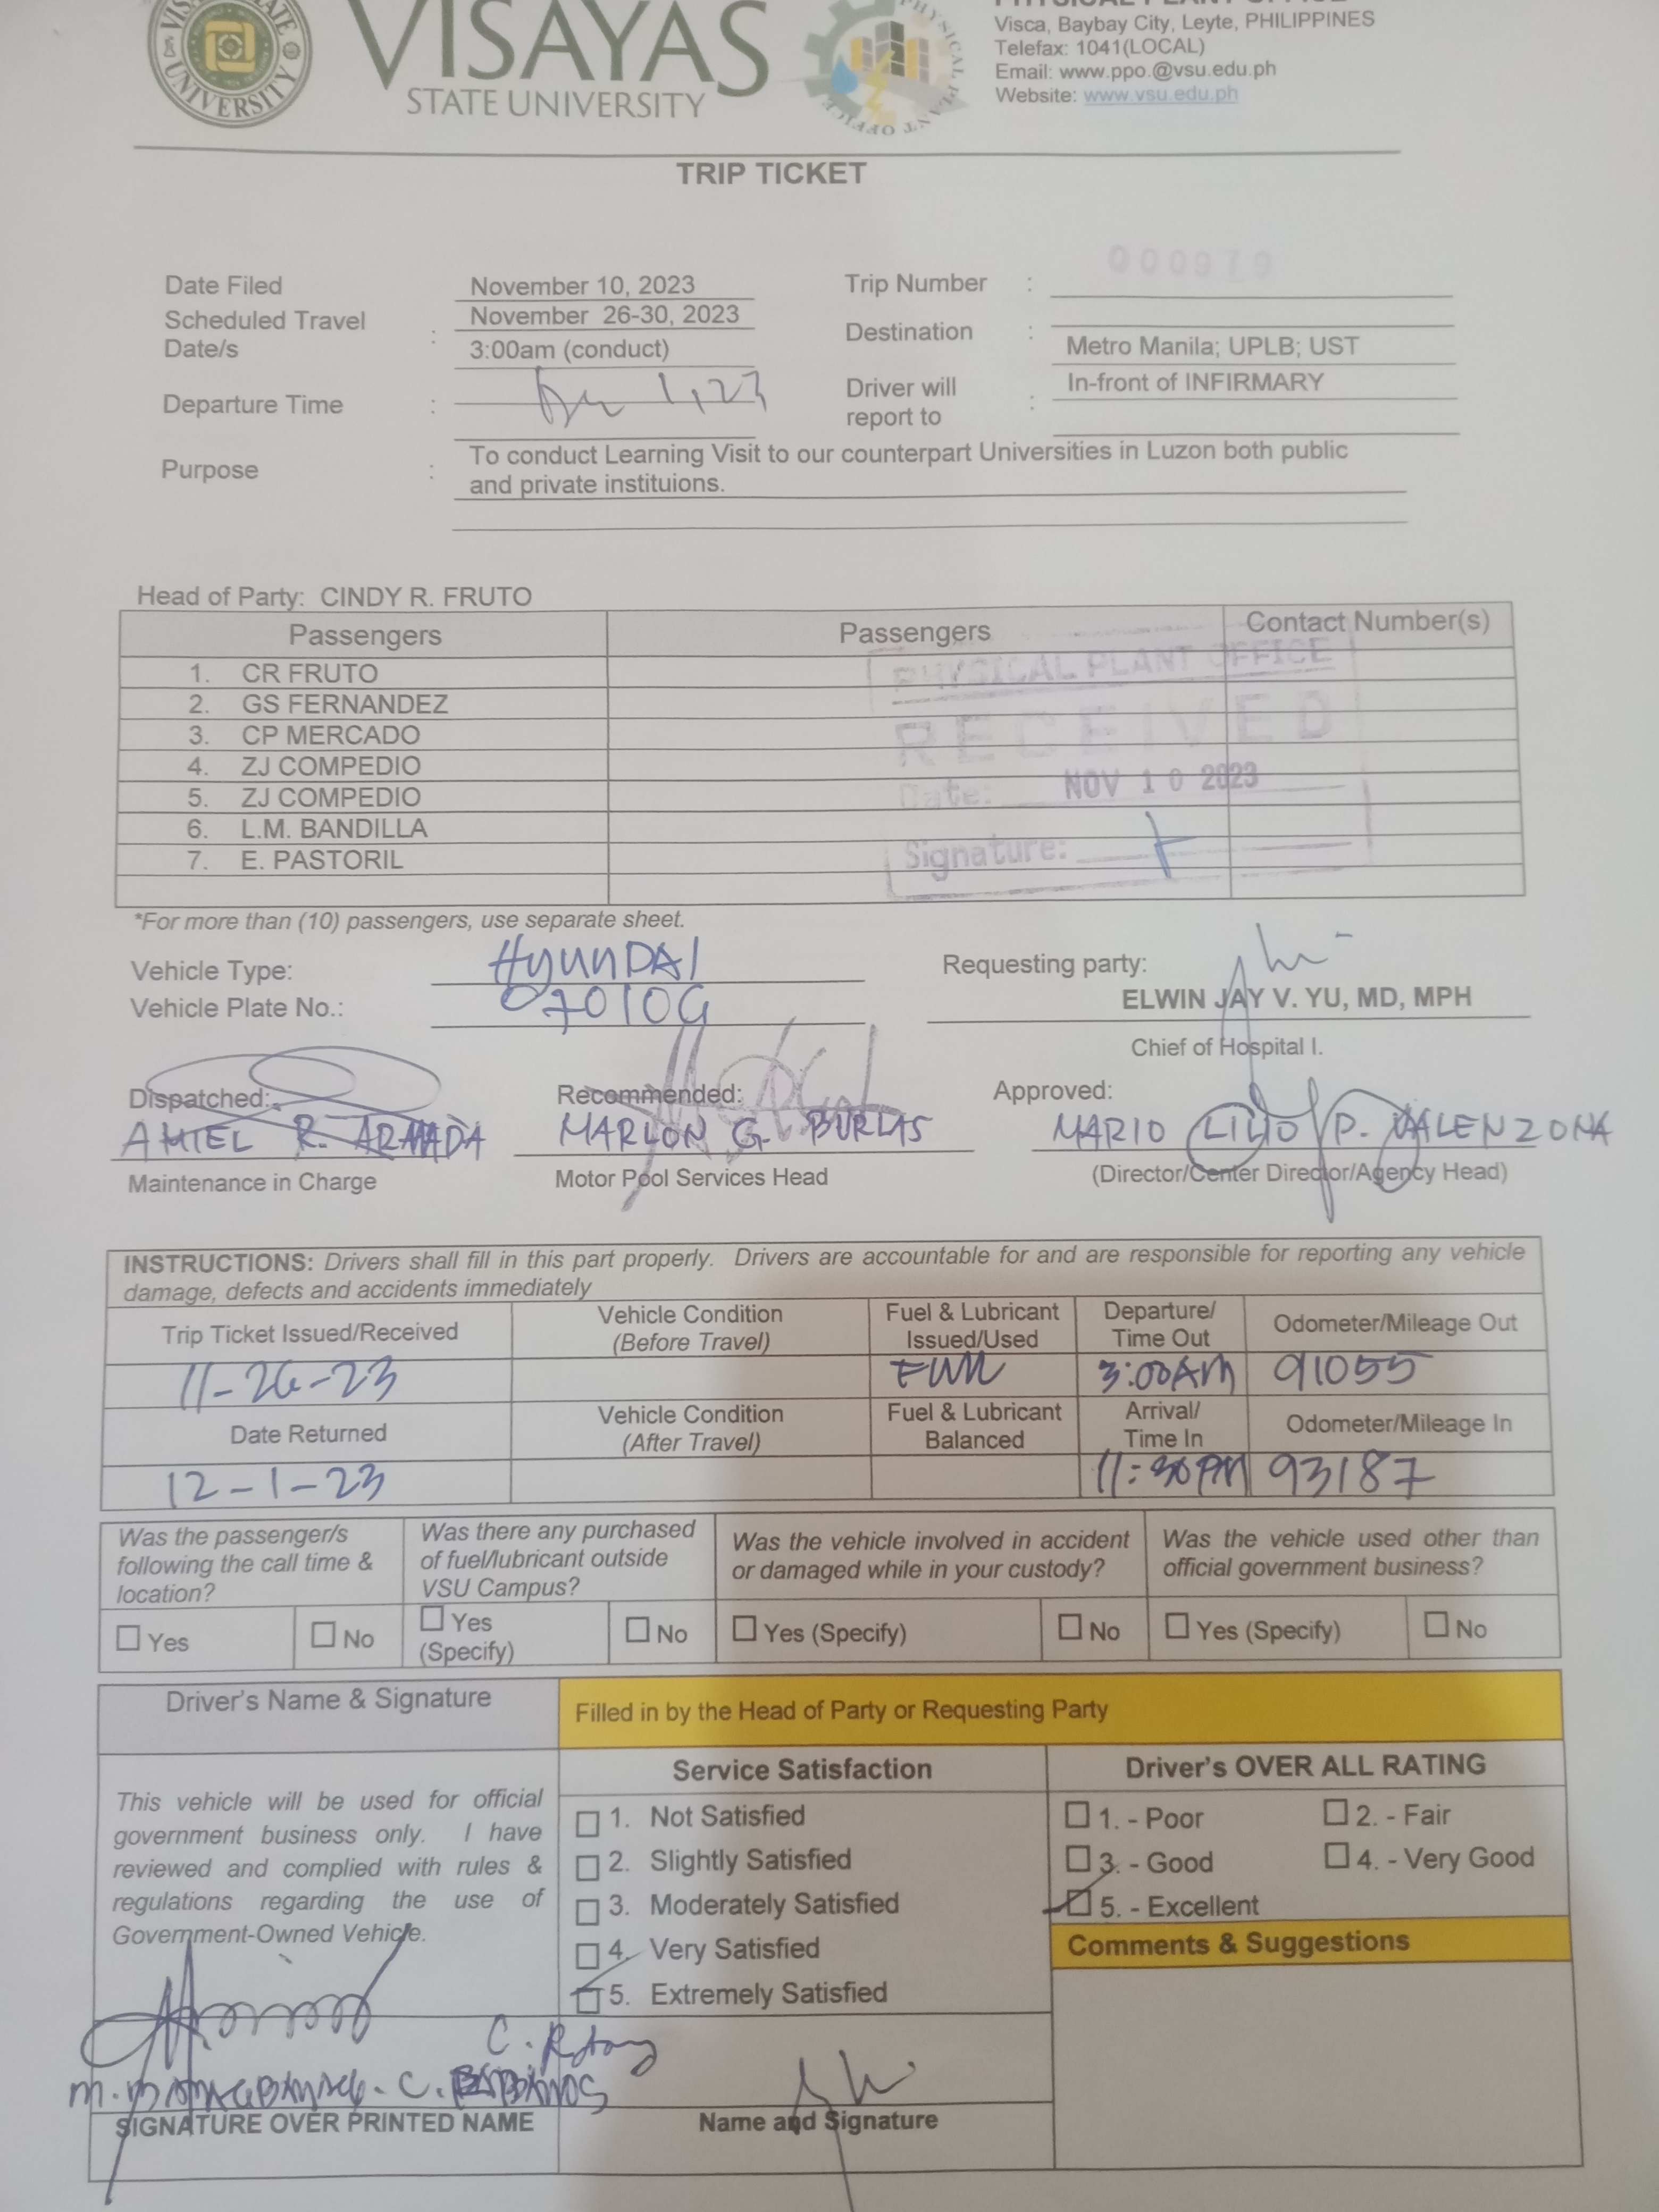 VISAYAS
STATE UNIVERSITY
UNIVERSITY
PHYSICAL PLANT OFFICE
Visca, Baybay City, Leyte, PHILIPPINES
Telefax: 1041(LOCAL)
Email: www.ppo.@vsu.edu.ph
Website: www.vsu.edu.ph
TRIP TICKET
000979
Date Filed November 10, 2023 Trip Number :
Scheduled Travel Date/s : November 26-30, 2023
3:00am (conduct)
Destination : Metro Manila; UPLB; UST
Departure Time : 1,23
Driver will report to : In-front of INFIRMARY
Purpose : To conduct Learning Visit to our counterpart Universities in Luzon both public
and private instituions.
Head of Party: CINDY R. FRUTO
Passengers Passengers Contact Number(s)
1. CR FRUTO
2. GS FERNANDEZ
3. CP MERCADO
4. ZJ COMPEDIO
5. ZJ COMPEDIO
6. L.M. BANDILLA
7. E. PASTORIL
PHYSICAL PLANT OFFICE
RECEIVED
Date: NOV 10 2023
Signature:
*For more than (10) passengers, use separate sheet.
Vehicle Type: HYUNDAI
Vehicle Plate No.: 07010G
Requesting party:
ELWIN JAY V. YU, MD, MPH
Chief of Hospital I.
Dispatched: Recommended: Approved:
AMIEL R. ARMADA MARLON G. BURLAS MARIO LILIO P. VALENZONA
Maintenance in Charge Motor Pool Services Head (Director/Center Director/Agency Head)
INSTRUCTIONS: Drivers shall fill in this part properly. Drivers are accountable for and are responsible for reporting any vehicle
damage, defects and accidents immediately
Trip Ticket Issued/Received Vehicle Condition (Before Travel) Fuel & Lubricant Issued/Used Departure/ Time Out Odometer/Mileage Out
11-26-23 FULL 3:00AM 91055
Date Returned Vehicle Condition (After Travel) Fuel & Lubricant Balanced Arrival/ Time In Odometer/Mileage In
12-1-23 11:30PM 93187
Was the passenger/s following the call time & location?
Was there any purchased of fuel/lubricant outside VSU Campus?
Was the vehicle involved in accident or damaged while in your custody?
Was the vehicle used other than official government business?
Yes No Yes (Specify) No Yes (Specify) No Yes (Specify) No
Driver's Name & Signature
Filled in by the Head of Party or Requesting Party
This vehicle will be used for official
government business only. I have
reviewed and complied with rules &
regulations regarding the use of
Government-Owned Vehicle.
Service Satisfaction
1. Not Satisfied
2. Slightly Satisfied
3. Moderately Satisfied
4. Very Satisfied
5. Extremely Satisfied
Driver's OVER ALL RATING
1. - Poor 2. - Fair
3. - Good 4. - Very Good
5. - Excellent
Comments & Suggestions
SIGNATURE OVER PRINTED NAME
Name and Signature